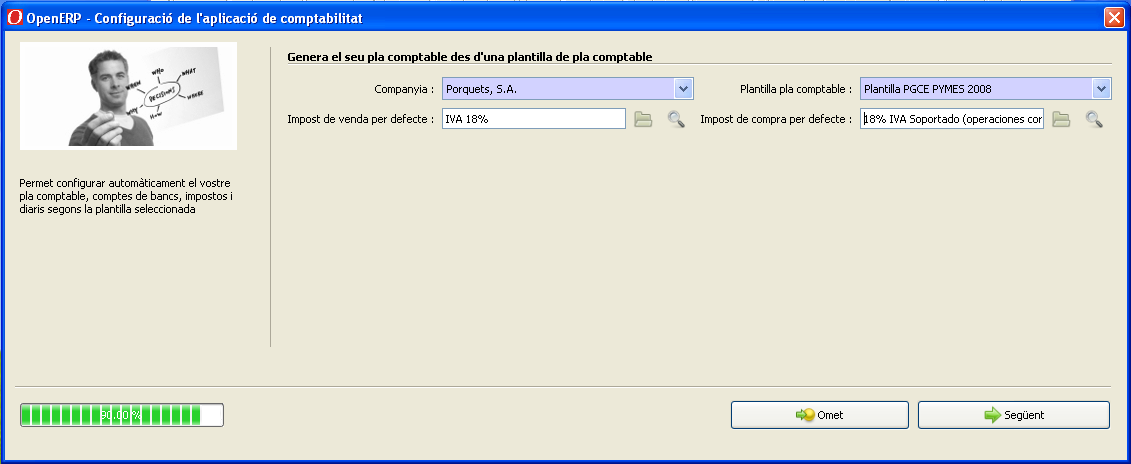 OpenERP - Configuració de l'aplicació de comptabilitat
WHEN
WHO
WHAT
WHERE
DECISIONS
WHY
HOW
Permet configurar automàticament el vostre
pla comptable, comptes de bancs, impostos i
diaris segons la plantilla seleccionada
Genera el seu pla comptable des d'una plantilla de pla comptable
Companyia : Porquets, S.A. Plantilla pla comptable : Plantilla PGCE PYMES 2008
Impost de venda per defecte : IVA 18% Impost de compra per defecte : 18% IVA Soportado (operaciones cor
90.00 %
Omet Següent